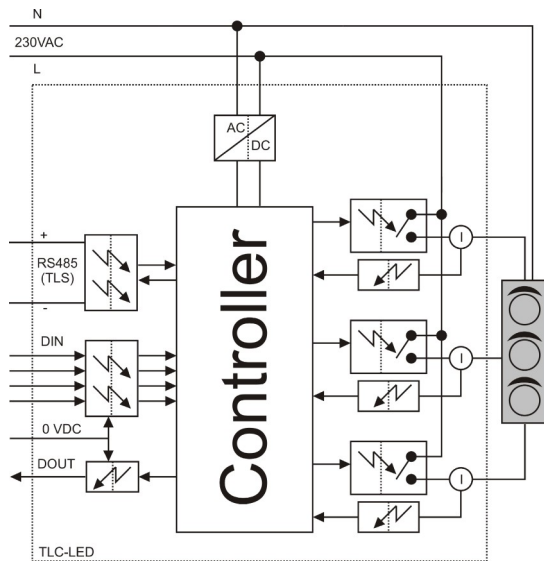 N
230VAC
L
AC
DC
+
RS485
(TLS)
-
DIN
0 VDC
DOUT
Controller
I
I
I
TLC-LED